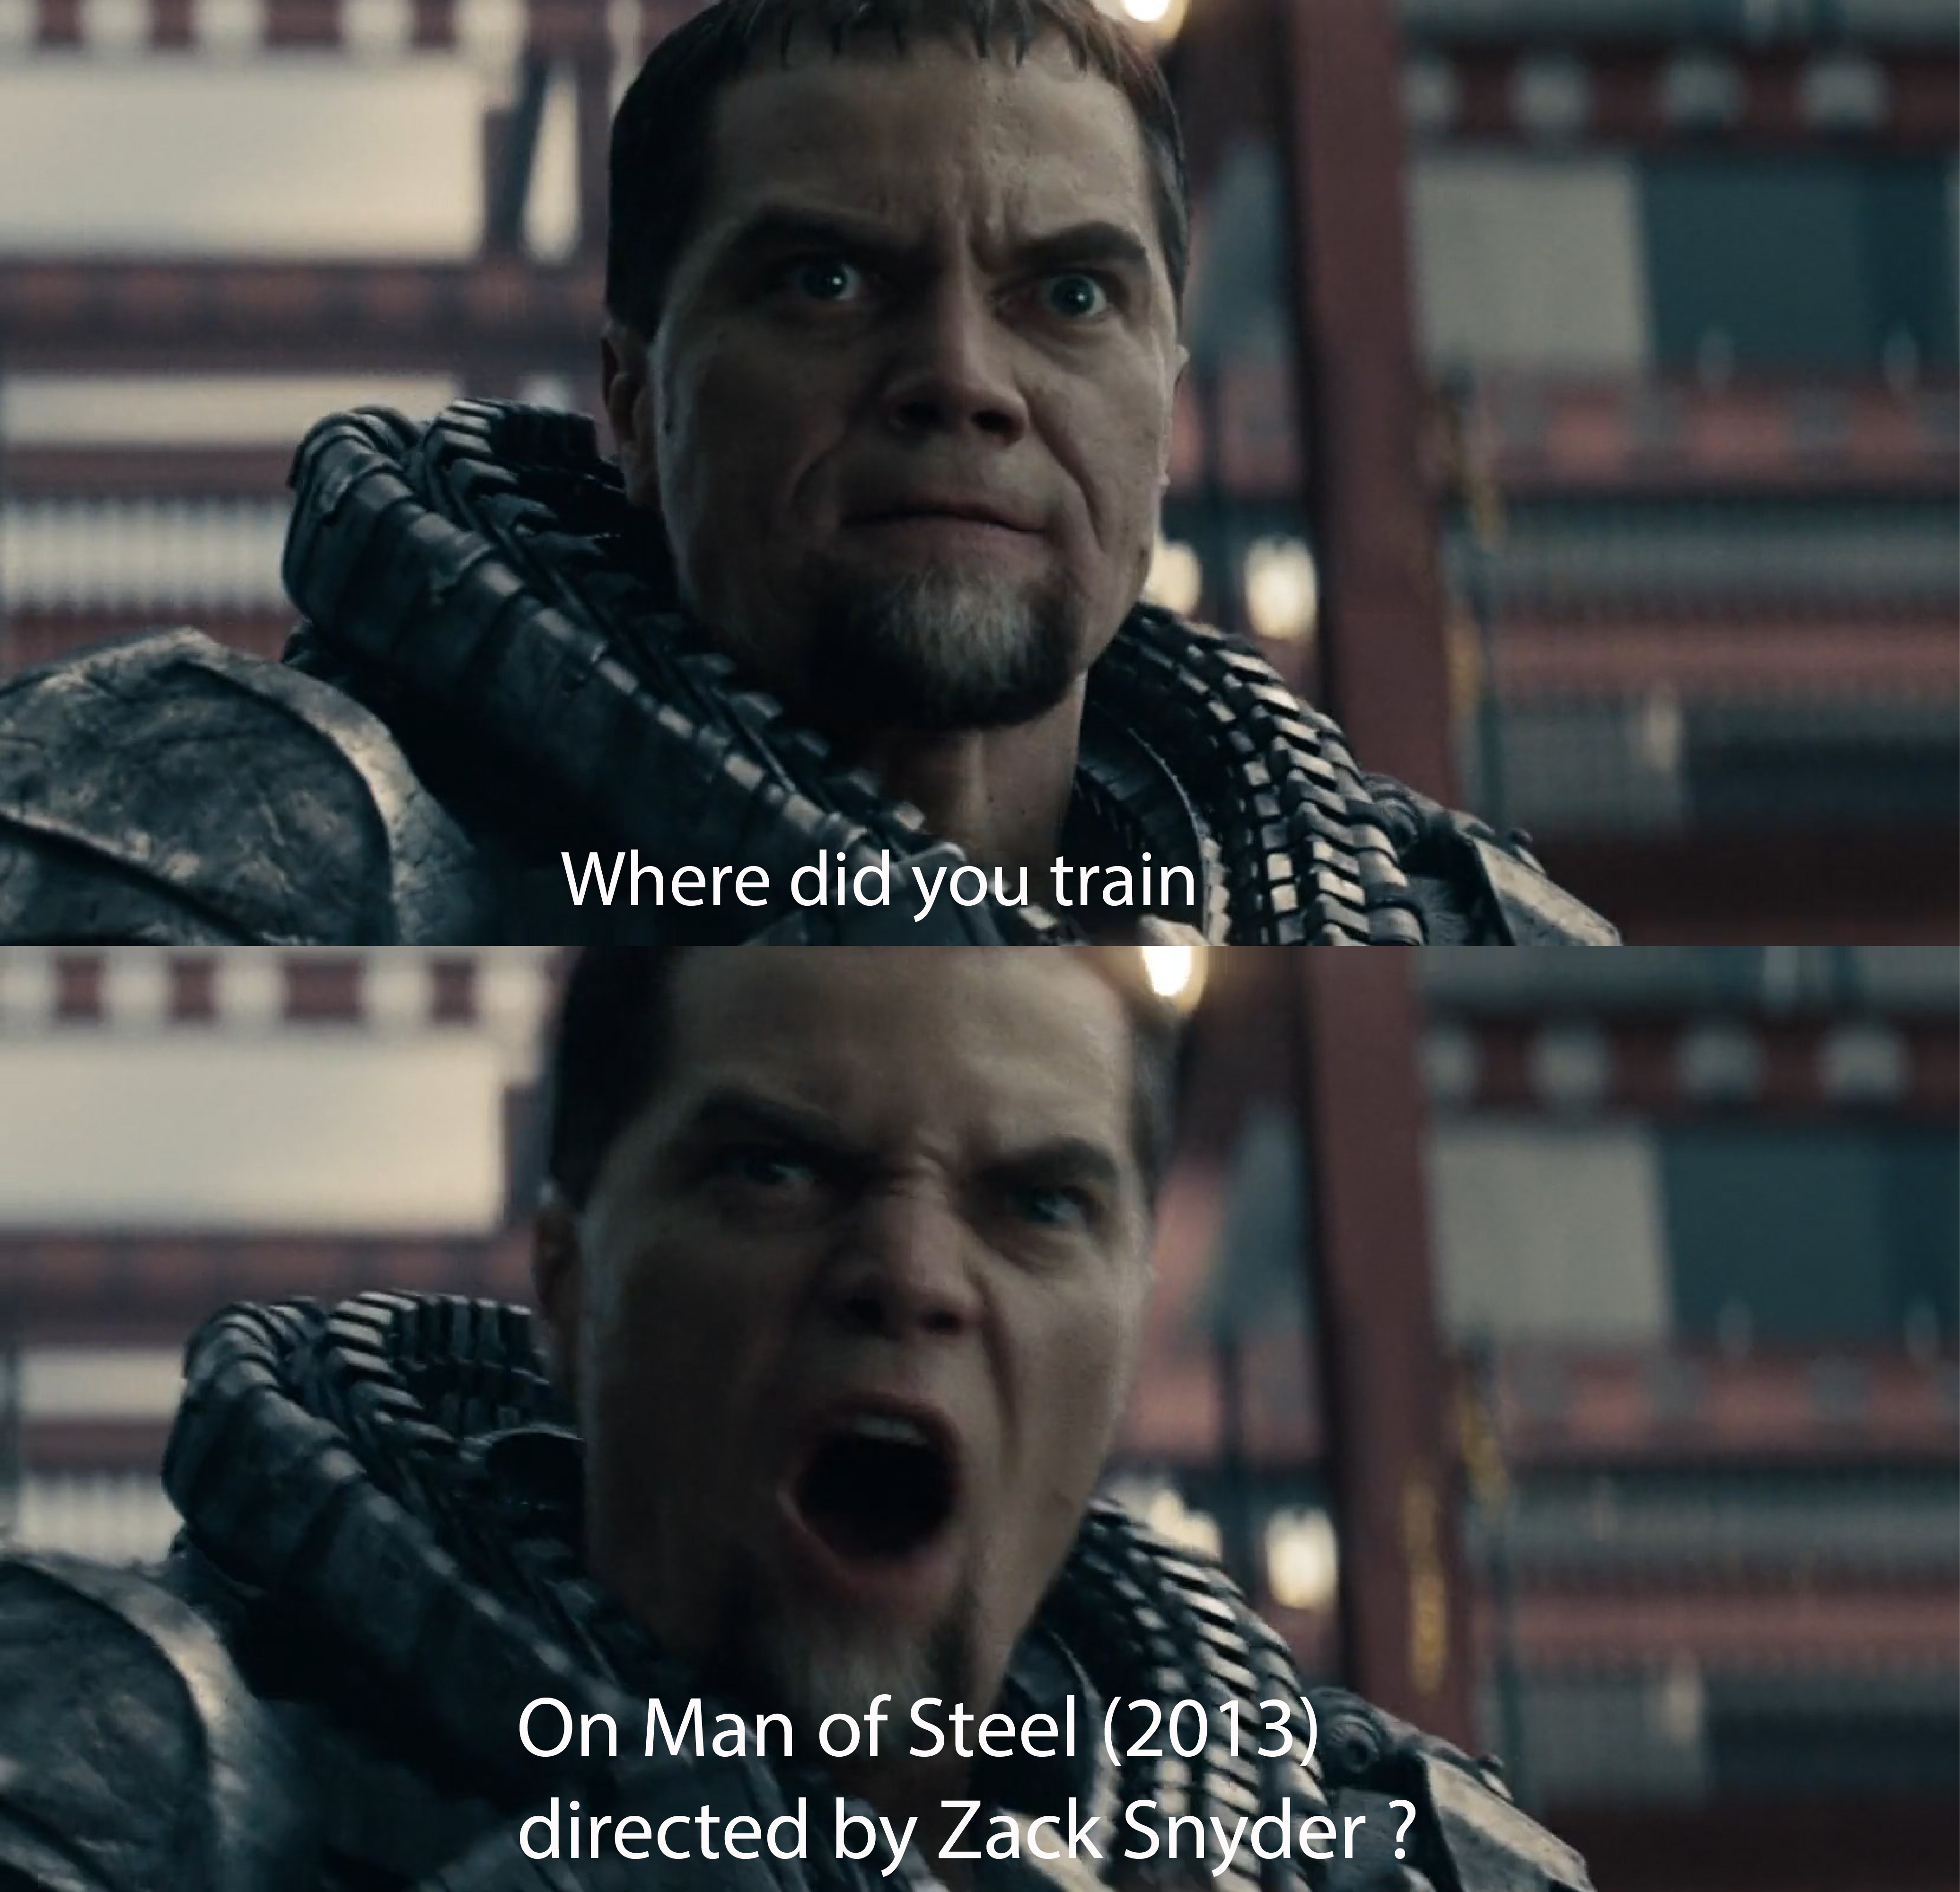 Where did you train
On Man of Steel (2013)
directed by Zack Snyder ?